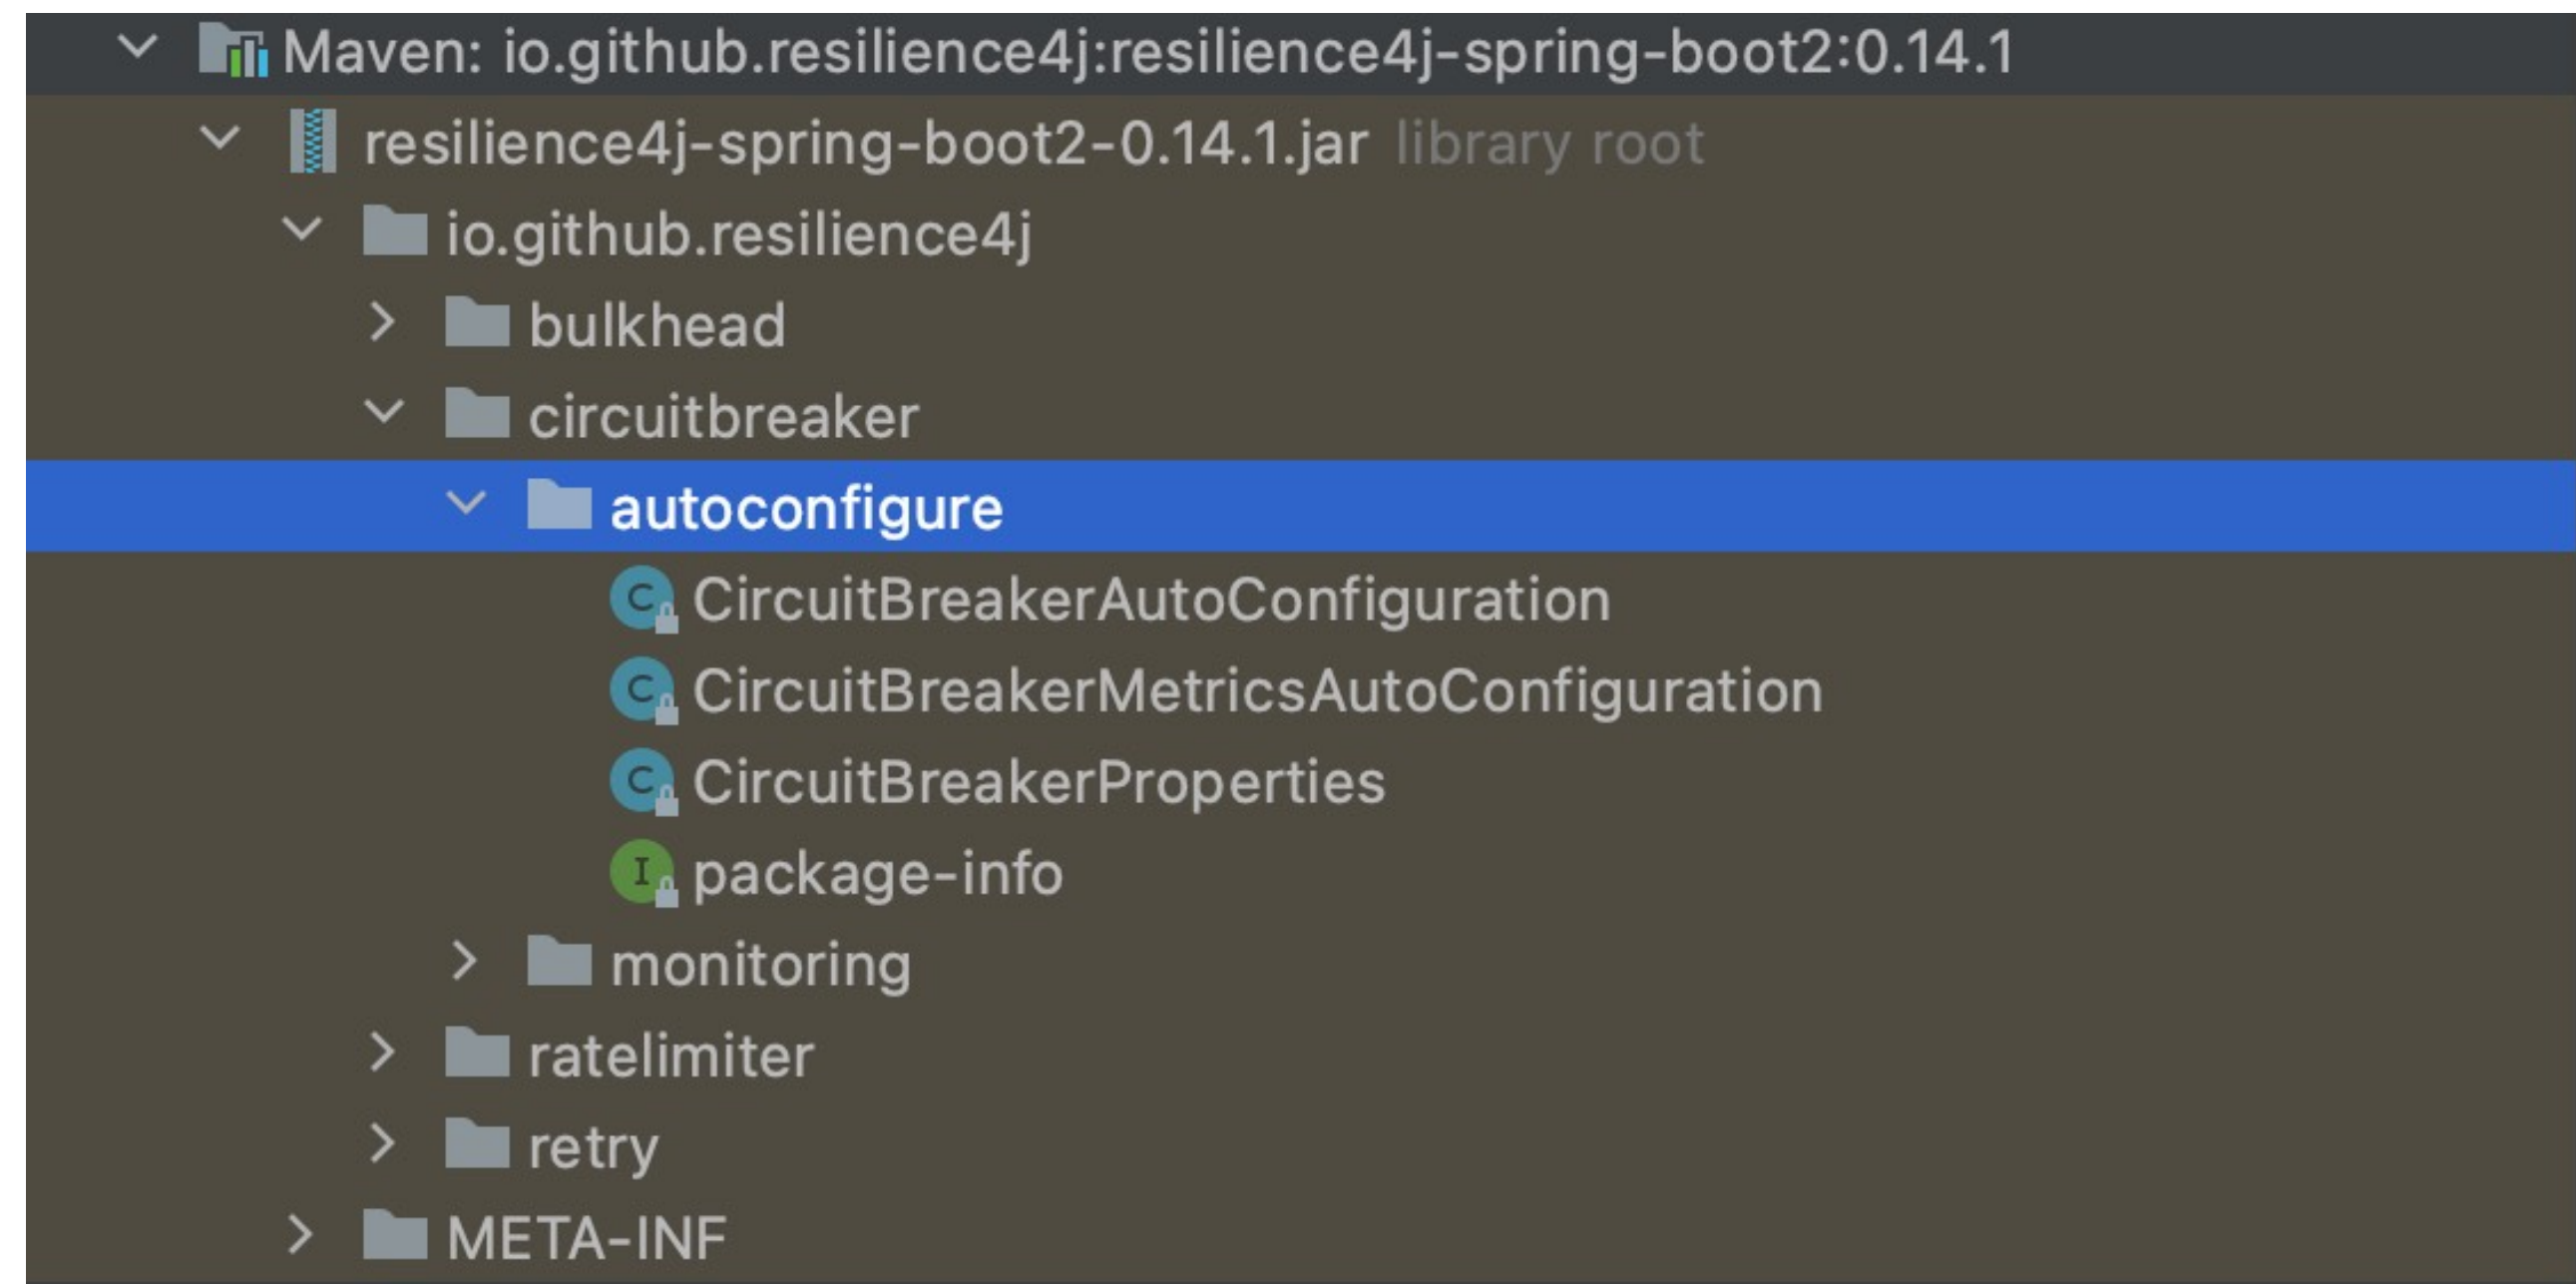 Maven: io.github.resilience4j:resilience4j-spring-boot2:0.14.1
resilience4j-spring-boot2-0.14.1.jar library root
io.github.resilience4j
bulkhead
circuitbreaker
autoconfigure
C CircuitBreakerAutoConfiguration
C CircuitBreakerMetricsAutoConfiguration
C CircuitBreakerProperties
I package-info
monitoring
ratelimiter
retry
META-INF